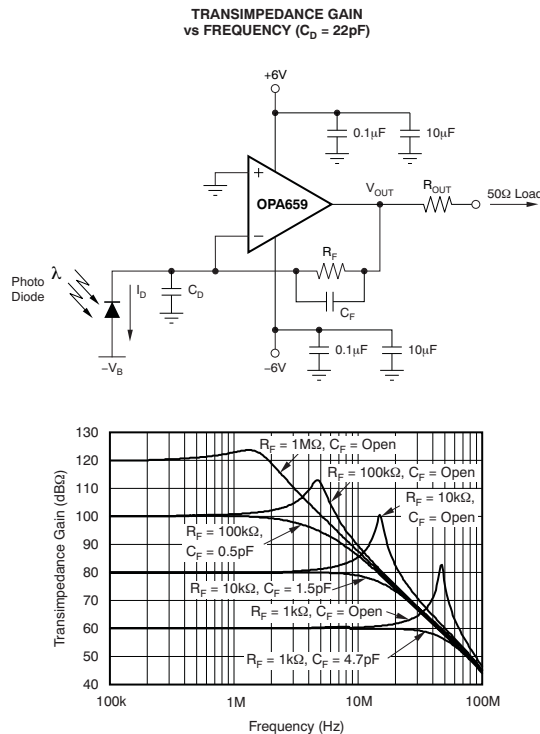 TRANSIMPEDANCE GAIN
vs FREQUENCY (C_D = 22pF)
+6V
0.1µF
10µF
+
OPA659
−
V_OUT
R_OUT
50Ω Load
R_F
C_F
λ
Photo
Diode
I_D
C_D
−V_B
−6V
0.1µF
10µF
130
120
110
100
90
80
70
60
50
40
Transimpedance Gain (dBΩ)
R_F = 1MΩ, C_F = Open
R_F = 100kΩ, C_F = Open
R_F = 10kΩ,
C_F = Open
R_F = 100kΩ,
C_F = 0.5pF
R_F = 10kΩ, C_F = 1.5pF
R_F = 1kΩ, C_F = Open
R_F = 1kΩ, C_F = 4.7pF
100k
1M
10M
100M
Frequency (Hz)